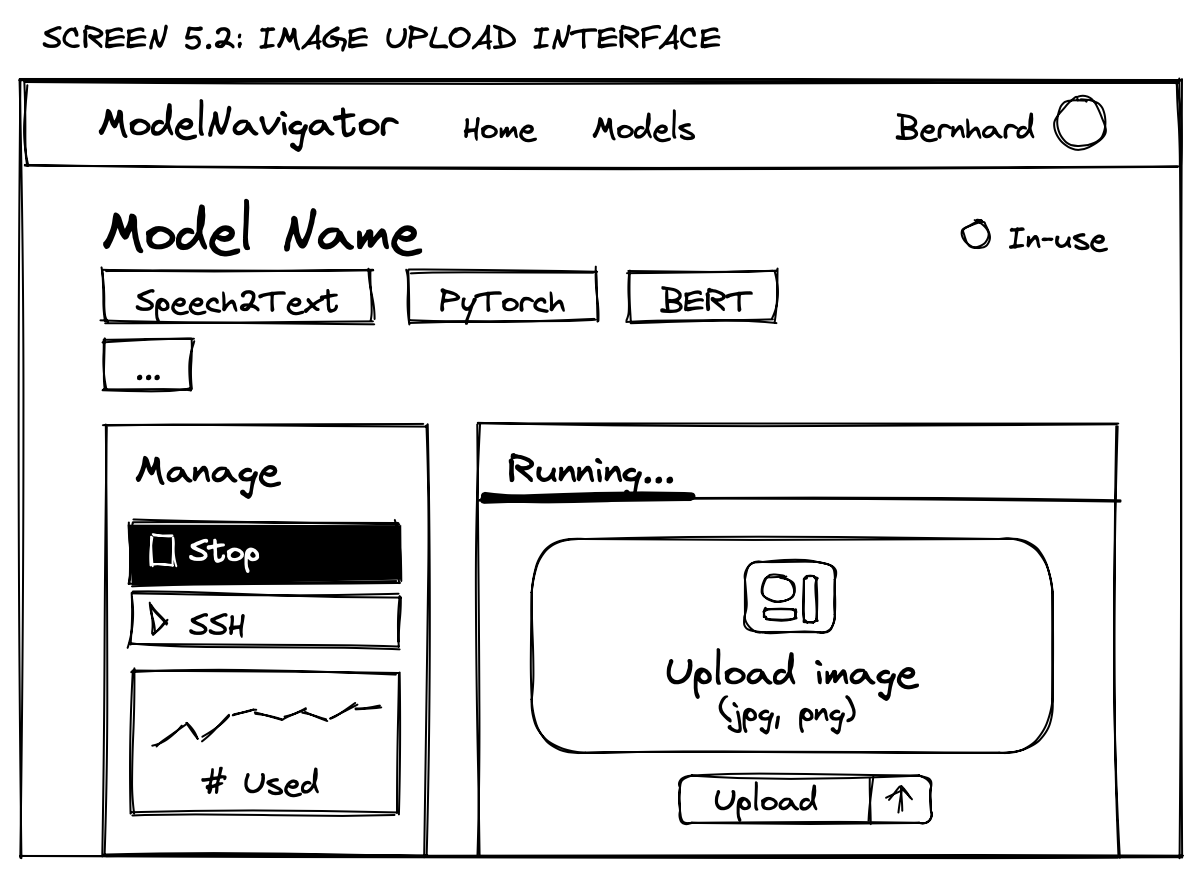 SCREEN 5.2: IMAGE UPLOAD INTERFACE
ModelNavigator Home Models Bernhard
Model Name
In-use
Speech2Text PyTorch BERT
...
Manage
Stop
SSH
# Used
Running...
Upload image
(jpg, png)
Upload